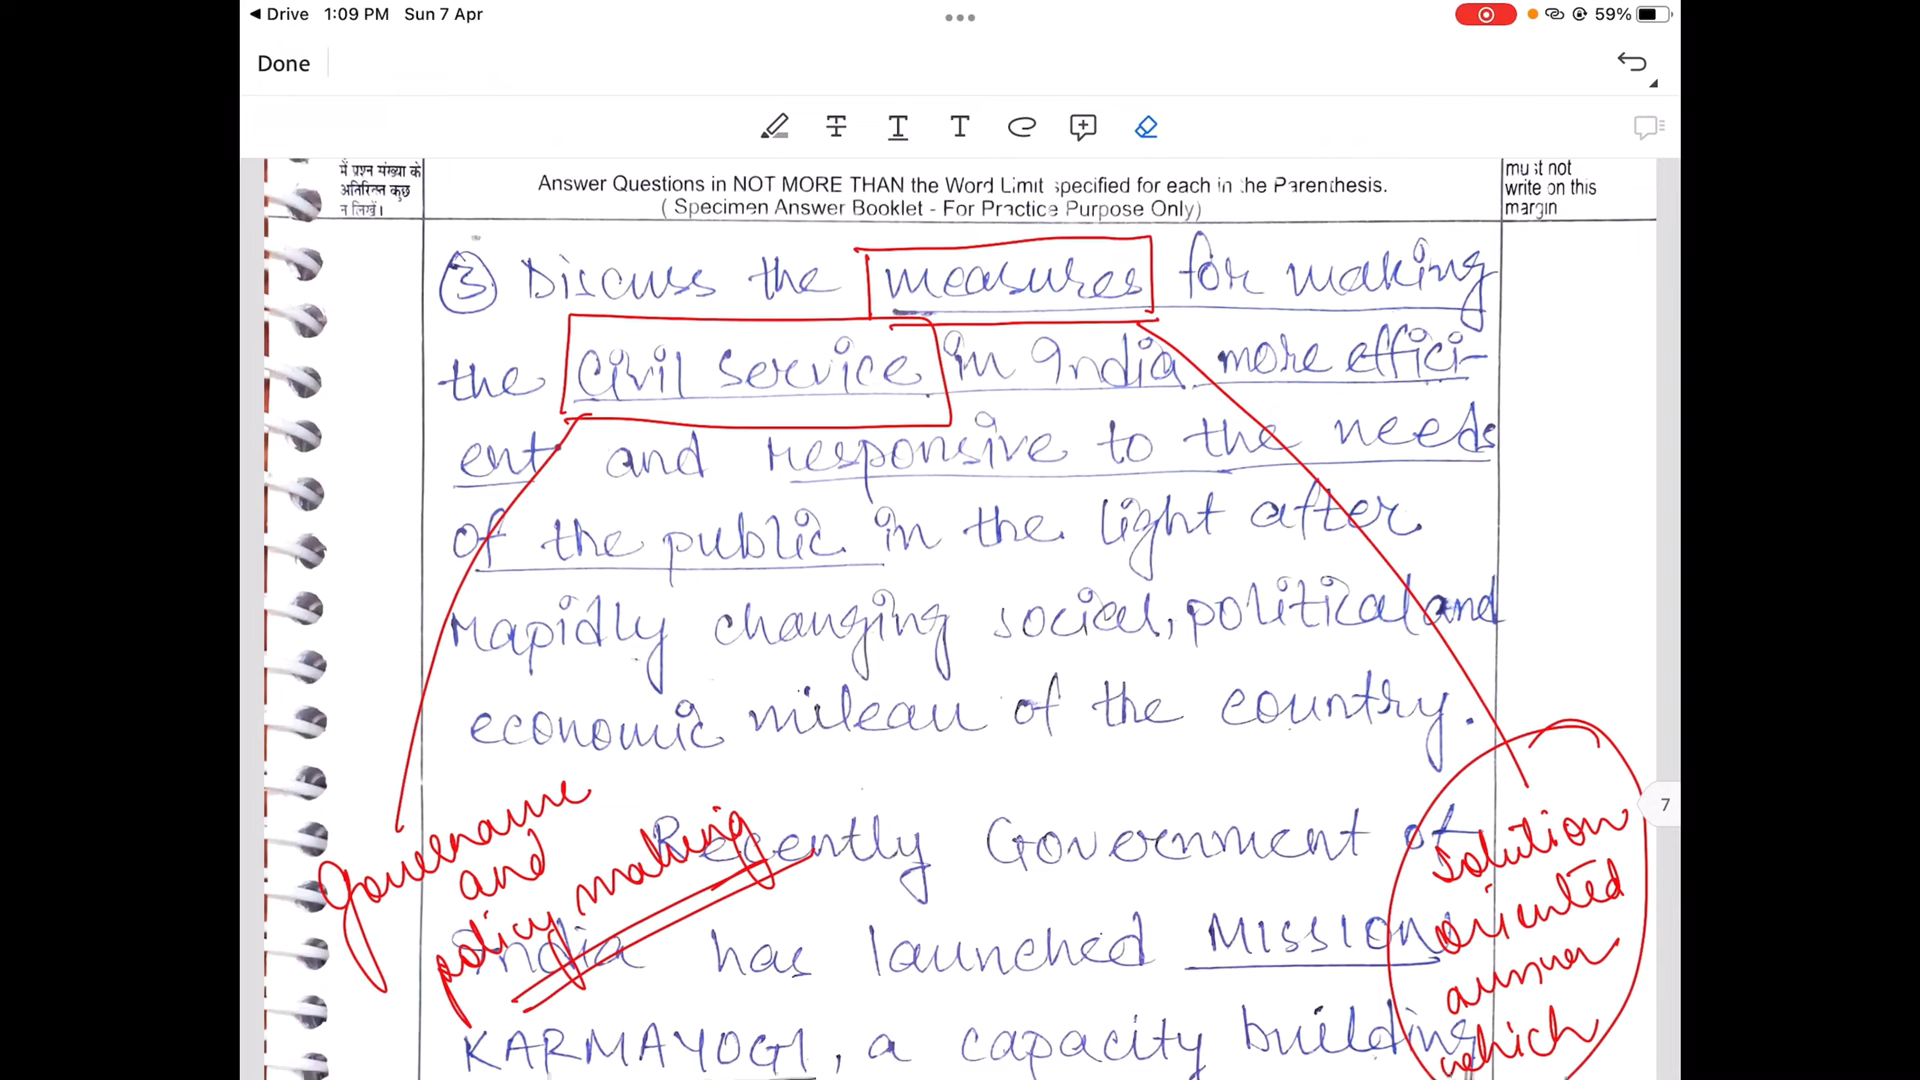 Drive 1:09 PM Sun 7 Apr
59%
Done
T T T
में प्रश्न संख्या के
अतिरिक्त कुछ
न लिखें।
Answer Questions in NOT MORE THAN the Word Limit specified for each in the Parenthesis.
( Specimen Answer Booklet - For Practice Purpose Only)
must not
write on this
margin
3 Discuss the measures for making
the civil service in India more effici-
ent and responsive to the needs
of the public in the light after
rapidly changing social, political and
economic mileau of the country.
Recently Government of
India has launched MISSION
KARMAYOGI, a capacity building
Governance
and
policy making
solution
oriented
answer
which
7